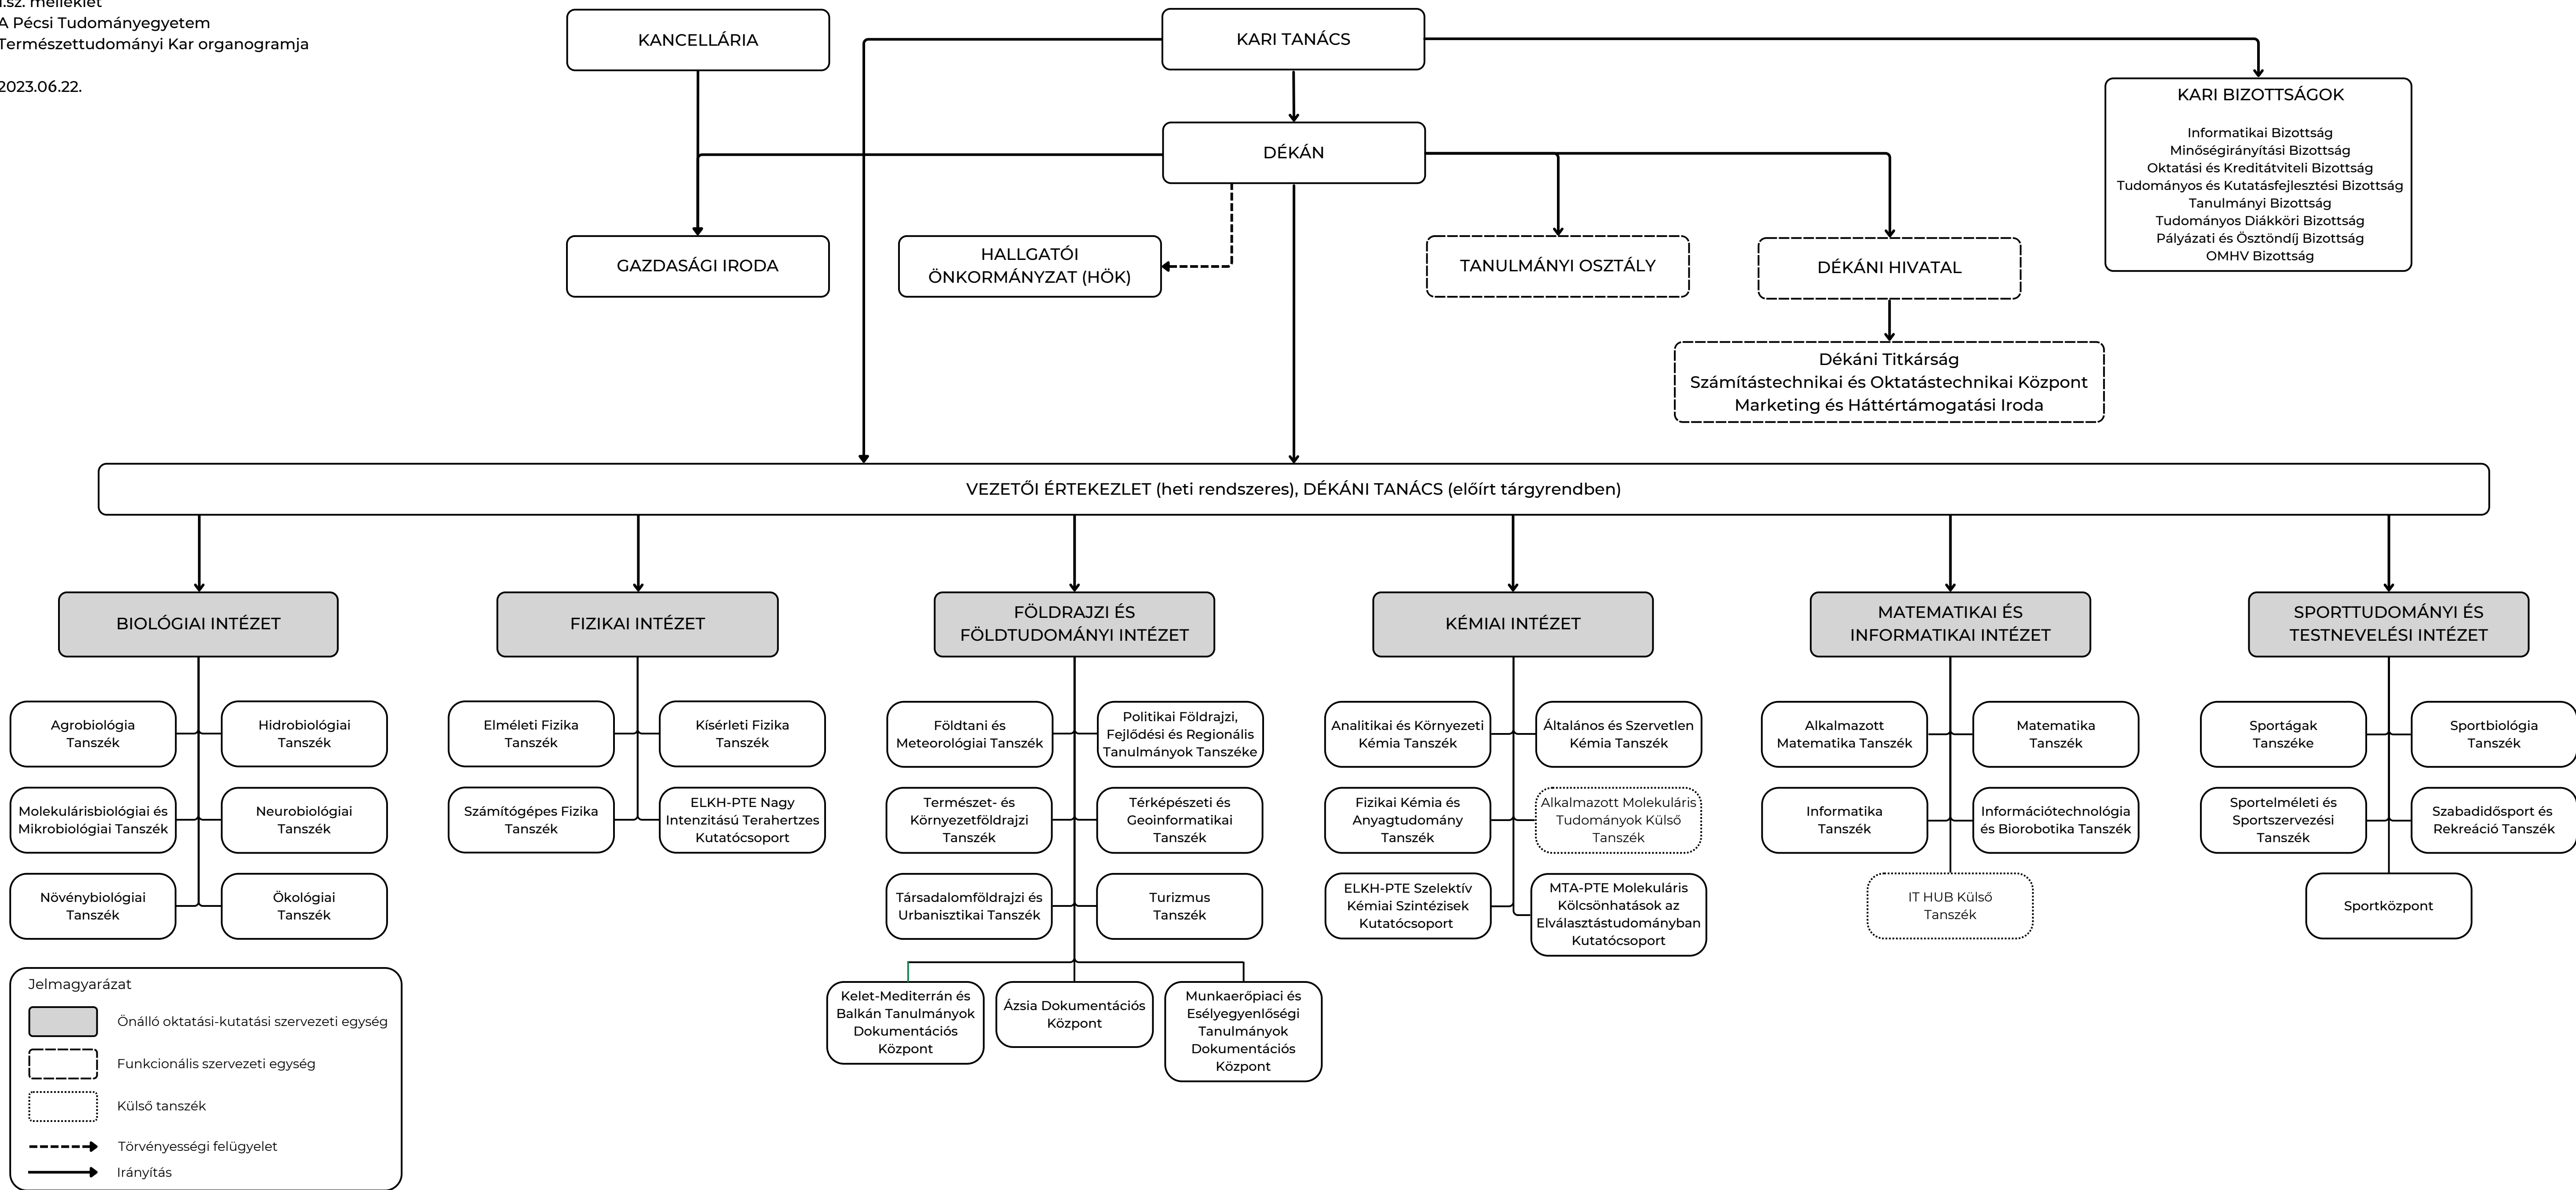 1.sz. melléklet
A Pécsi Tudományegyetem
Természettudományi Kar organogramja
2023.06.22.
KANCELLÁRIA
KARI TANÁCS
KARI BIZOTTSÁGOK
Informatikai Bizottság
Minőségirányítási Bizottság
Oktatási és Kreditátviteli Bizottság
Tudományos és Kutatásfejlesztési Bizottság
Tanulmányi Bizottság
Tudományos Diákköri Bizottság
Pályázati és Ösztöndíj Bizottság
OMHV Bizottság
DÉKÁN
GAZDASÁGI IRODA
HALLGATÓI
ÖNKORMÁNYZAT (HÖK)
TANULMÁNYI OSZTÁLY
DÉKÁNI HIVATAL
Dékáni Titkárság
Számítástechnikai és Oktatástechnikai Központ
Marketing és Háttértámogatási Iroda
VEZETŐI ÉRTEKEZLET (heti rendszeres), DÉKÁNI TANÁCS (előírt tárgyrendben)
BIOLÓGIAI INTÉZET
FIZIKAI INTÉZET
FÖLDRAJZI ÉS
FÖLDTUDOMÁNYI INTÉZET
KÉMIAI INTÉZET
MATEMATIKAI ÉS
INFORMATIKAI INTÉZET
SPORTTUDOMÁNYI ÉS
TESTNEVELÉSI INTÉZET
Agrobiológia
Tanszék
Hidrobiológiai
Tanszék
Elméleti Fizika
Tanszék
Kísérleti Fizika
Tanszék
Földtani és
Meteorológiai Tanszék
Politikai Földrajzi,
Fejlődési és Regionális
Tanulmányok Tanszéke
Analitikai és Környezeti
Kémia Tanszék
Általános és Szervetlen
Kémia Tanszék
Alkalmazott
Matematika Tanszék
Matematika
Tanszék
Sportágak
Tanszéke
Sportbiológia
Tanszék
Molekulárisbiológiai és
Mikrobiológiai Tanszék
Neurobiológiai
Tanszék
Számítógépes Fizika
Tanszék
ELKH-PTE Nagy
Intenzitású Terahertzes
Kutatócsoport
Természet- és
Környezetföldrajzi
Tanszék
Térképészeti és
Geoinformatikai
Tanszék
Fizikai Kémia és
Anyagtudomány
Tanszék
Alkalmazott Molekuláris
Tudományok Külső
Tanszék
Informatika
Tanszék
Információtechnológia
és Biorobotika Tanszék
Sportelméleti és
Sportszervezési
Tanszék
Szabadidősport és
Rekreáció Tanszék
Növénybiológiai
Tanszék
Ökológiai
Tanszék
Társadalomföldrajzi és
Urbanisztikai Tanszék
Turizmus
Tanszék
ELKH-PTE Szelektív
Kémiai Szintézisek
Kutatócsoport
MTA-PTE Molekuláris
Kölcsönhatások az
Elválasztástudományban
Kutatócsoport
IT HUB Külső
Tanszék
Sportközpont
Kelet-Mediterrán és
Balkán Tanulmányok
Dokumentációs
Központ
Ázsia Dokumentációs
Központ
Munkaerőpiaci és
Esélyegyenlőségi
Tanulmányok
Dokumentációs
Központ
Jelmagyarázat
Önálló oktatási-kutatási szervezeti egység
Funkcionális szervezeti egység
Külső tanszék
Törvényességi felügyelet
Irányítás